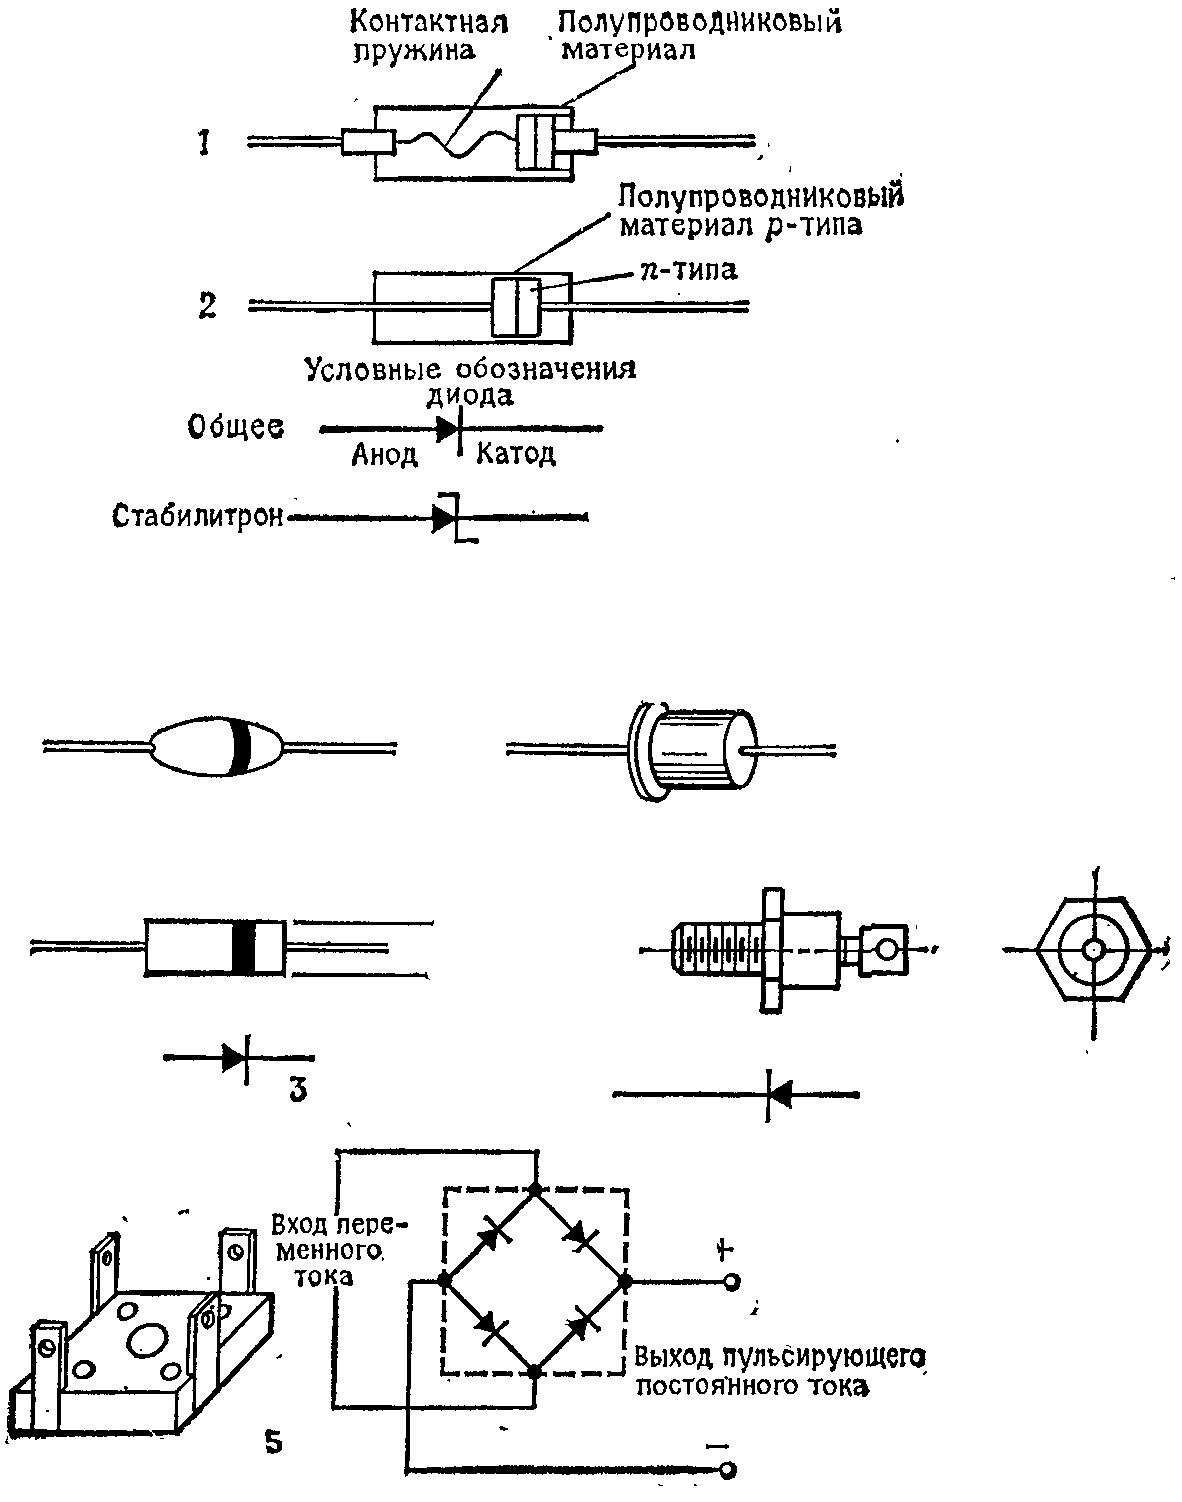 Контактная
пружина
Полупроводниковый
материал
1
Полупроводниковый
материал р-типа
n-типа
2
Условные обозначения
диода
Общее
Анод
Катод
Стабилитрон
3
Вход пере-
менного
тока
+
Выход пульсирующего
постоянного тока
5
−